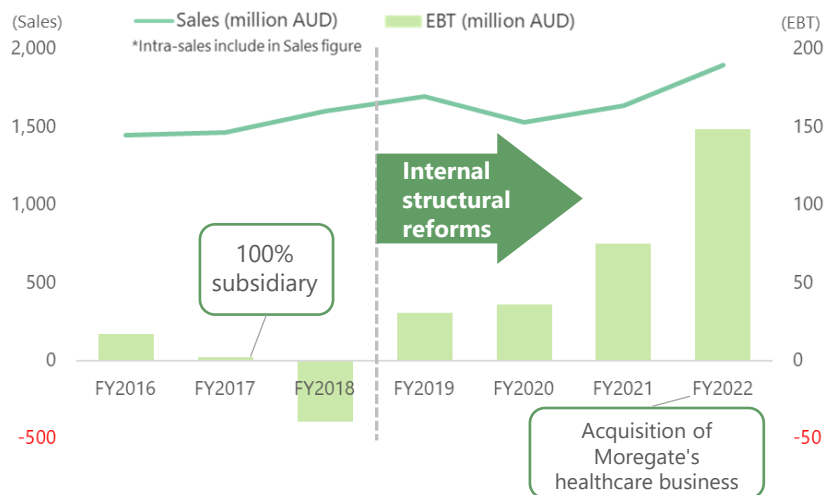 (Sales)
Sales (million AUD)
EBT (million AUD)
(EBT)
*Intra-sales include in Sales figure
2,000
200
1,500
150
1,000
100
500
50
0
0
-500
-50
Internal
structural
reforms
100%
subsidiary
FY2016
FY2017
FY2018
FY2019
FY2020
FY2021
FY2022
Acquisition of
Moregate's
healthcare business